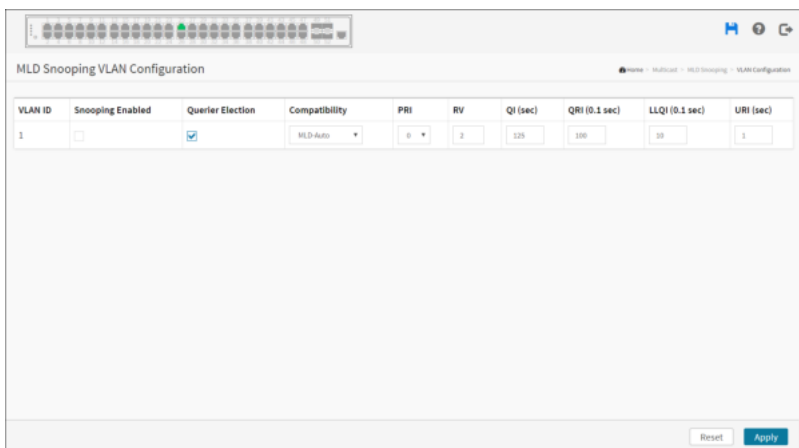 MLD Snooping VLAN Configuration
Home > Multicast > MLD Snooping > VLAN Configuration
VLAN ID Snooping Enabled Querier Election Compatibility PRI RV QI (sec) QRI (0.1 sec) LLQI (0.1 sec) URI (sec)
1 MLD-Auto 0 2 125 100 10 1
Reset Apply